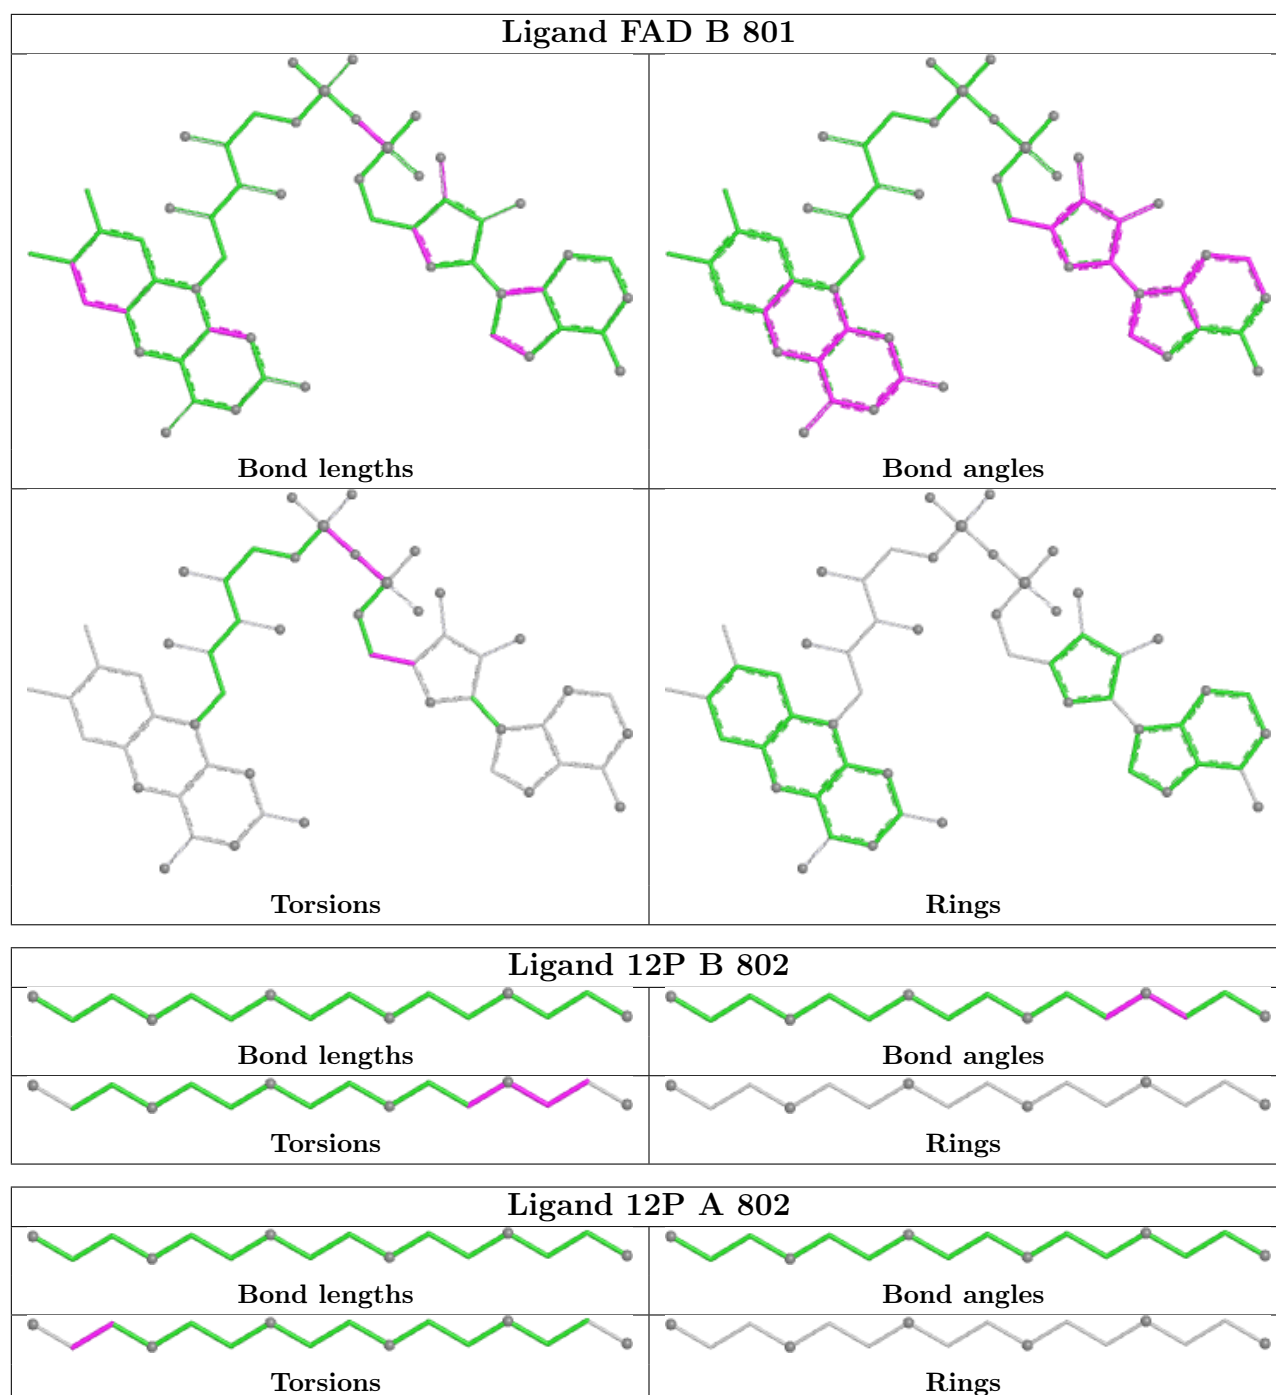 Ligand FAD B 801
Bond lengths
Bond angles
Torsions
Rings
Ligand 12P B 802
Bond lengths
Bond angles
Torsions
Rings
Ligand 12P A 802
Bond lengths
Bond angles
Torsions
Rings